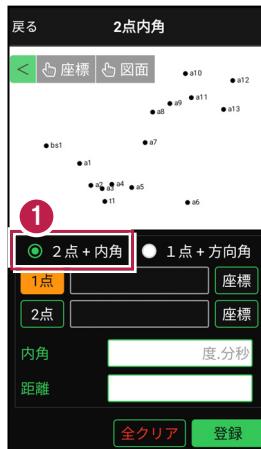 戻る 2点内角
< 座標 図面
a10
a12
a11
a9
a13
a8
bs1
a7
a1
a2 a4
a3 a5
t1
a6
1
2点+内角 1点+方向角
1点 座標
2点 座標
内角 度.分秒
距離
全クリア 登録